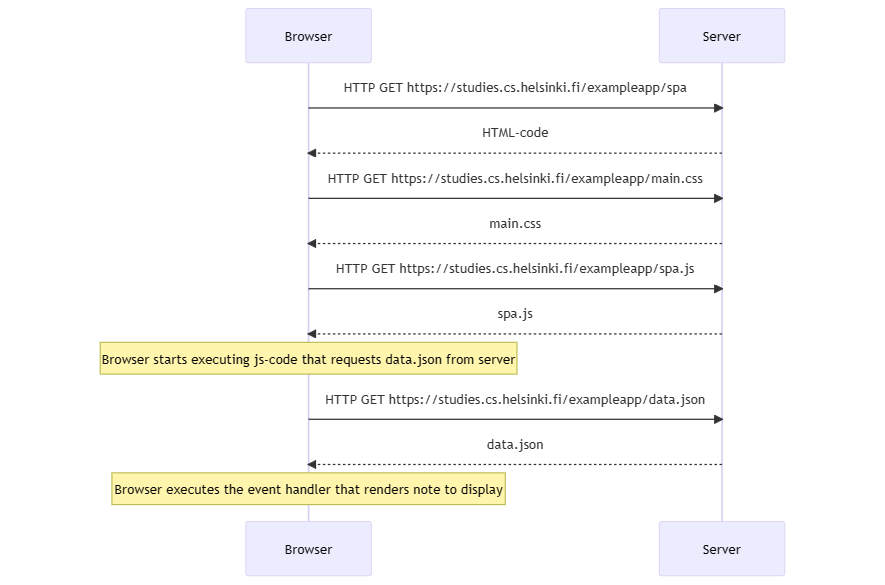 Browser
Server
HTTP GET https://studies.cs.helsinki.fi/exampleapp/spa
HTML-code
HTTP GET https://studies.cs.helsinki.fi/exampleapp/main.css
main.css
HTTP GET https://studies.cs.helsinki.fi/exampleapp/spa.js
spa.js
Browser starts executing js-code that requests data.json from server
HTTP GET https://studies.cs.helsinki.fi/exampleapp/data.json
data.json
Browser executes the event handler that renders note to display
Browser
Server